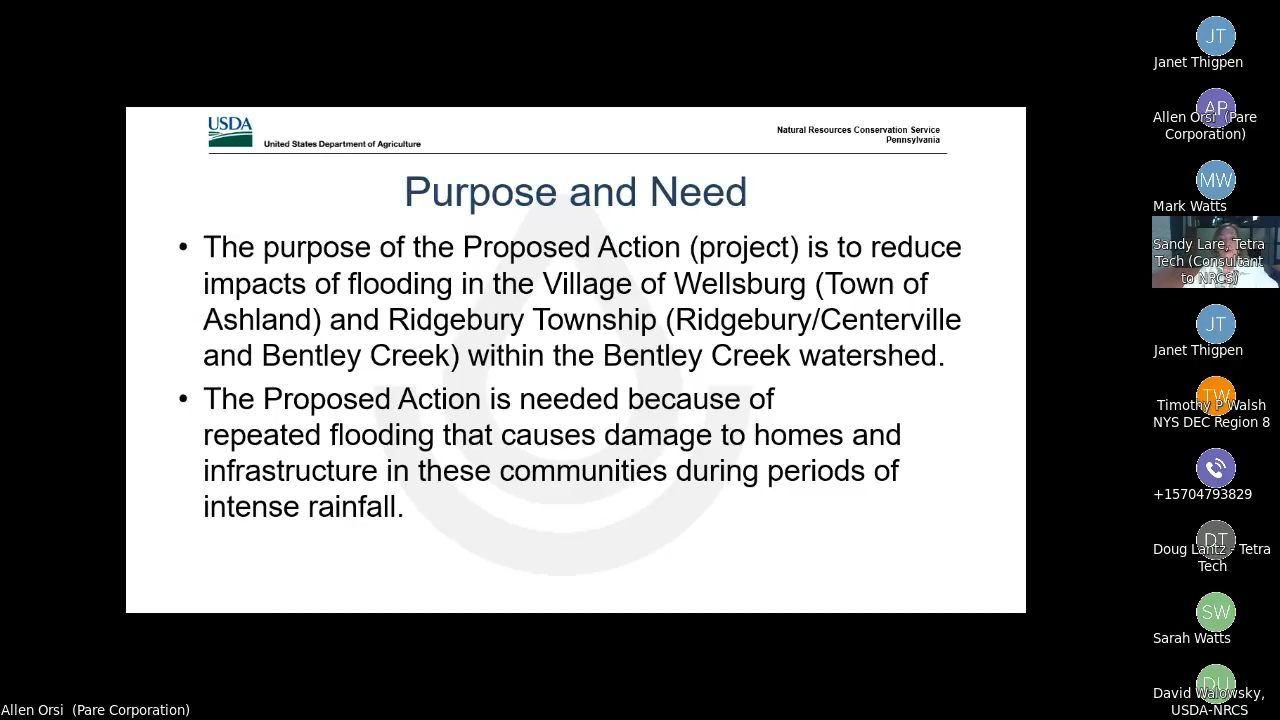 USDA
United States Department of Agriculture
Natural Resources Conservation Service
Pennsylvania
Purpose and Need
• The purpose of the Proposed Action (project) is to reduce
impacts of flooding in the Village of Wellsburg (Town of
Ashland) and Ridgebury Township (Ridgebury/Centerville
and Bentley Creek) within the Bentley Creek watershed.
• The Proposed Action is needed because of
repeated flooding that causes damage to homes and
infrastructure in these communities during periods of
intense rainfall.
JT
Janet Thigpen
AP
Allen Orsi (Pare
Corporation)
MW
Mark Watts
Sandy Lare, Tetra
Tech (Consultant
to NRCS)
JT
Janet Thigpen
TW
Timothy P Walsh
NYS DEC Region 8
+15704793829
DT
Doug Lantz - Tetra
Tech
SW
Sarah Watts
DU
David Walowsky,
USDA-NRCS
Allen Orsi (Pare Corporation)